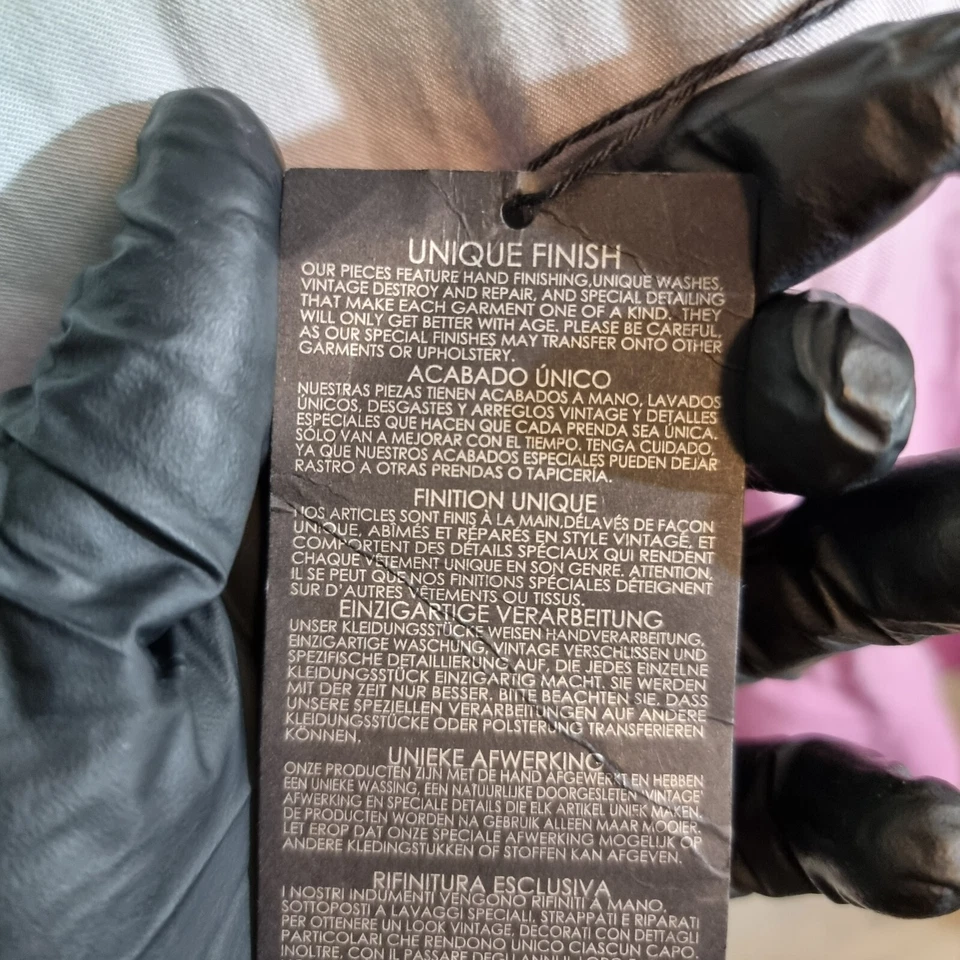 UNIQUE FINISH
OUR PIECES FEATURE HAND FINISHING,UNIQUE WASHES,
VINTAGE DESTROY AND REPAIR, AND SPECIAL DETAILING
THAT MAKE EACH GARMENT ONE OF A KIND. THEY
WILL ONLY GET BETTER WITH AGE. PLEASE BE CAREFUL,
AS OUR SPECIAL FINISHES MAY TRANSFER ONTO OTHER
GARMENTS OR UPHOLSTERY.
ACABADO ÚNICO
NUESTRAS PIEZAS TIENEN ACABADOS A MANO, LAVADOS
ÚNICOS, DESGASTES Y ARREGLOS VINTAGE Y DETALLES
ESPECIALES QUE HACEN QUE CADA PRENDA SEA ÚNICA.
SÓLO VAN A MEJORAR CON EL TIEMPO. TENGA CUIDADO,
YA QUE NUESTROS ACABADOS ESPECIALES PUEDEN DEJAR
RASTRO A OTRAS PRENDAS O TAPICERÍA.
FINITION UNIQUE
NOS ARTICLES SONT FINIS À LA MAIN,DÉLAVÉS DE FAÇON
UNIQUE, ABÎMÉS ET RÉPARÉS EN STYLE VINTAGE, ET
COMPORTENT DES DÉTAILS SPÉCIAUX QUI RENDENT
CHAQUE VÊTEMENT UNIQUE EN SON GENRE. ATTENTION,
IL SE PEUT QUE NOS FINITIONS SPÉCIALES DÉTEIGNENT
SUR D'AUTRES VÊTEMENTS OU TISSUS.
EINZIGARTIGE VERARBEITUNG
UNSER KLEIDUNGSSTÜCKE WEISEN HANDVERARBEITUNG,
EINZIGARTIGE WASCHUNG, VINTAGE VERSCHLISSEN UND
SPEZIFISCHE DETAILLIERUNG AUF, DIE JEDES EINZELNE
KLEIDUNGSSTÜCK EINZIGARTIG MACHT. SIE WERDEN
MIT DER ZEIT NUR BESSER. BITTE BEACHTEN SIE, DASS
UNSERE SPEZIELLEN VERARBEITUNGEN AUF ANDERE
KLEIDUNGSSTÜCKE ODER POLSTERUNG TRANSFERIEREN
KÖNNEN.
UNIEKE AFWERKING
ONZE PRODUCTEN ZIJN MET DE HAND AFGEWERKT EN HEBBEN
EEN UNIEKE WASSING, EEN NATUURLIJKE DOORGESLETEN VINTAGE
AFWERKING EN SPECIALE DETAILS DIE ELK ARTIKEL UNIEK MAKEN.
DE PRODUCTEN WORDEN NA GEBRUIK ALLEEN MAAR MOOIER.
LET EROP DAT ONZE SPECIALE AFWERKING MOGELIJK OP
ANDERE KLEDINGSTUKKEN OF STOFFEN KAN AFGEVEN.
RIFINITURA ESCLUSIVA
I NOSTRI INDUMENTI VENGONO RIFINITI A MANO,
SOTTOPOSTI A LAVAGGI SPECIALI, STRAPPATI E RIPARATI
PER OTTENERE UN LOOK VINTAGE, DECORATI CON DETTAGLI
PARTICOLARI CHE RENDONO UNICO CIASCUN CAPO.
INOLTRE, CON IL PASSARE DEGLI ANNI IL LORO